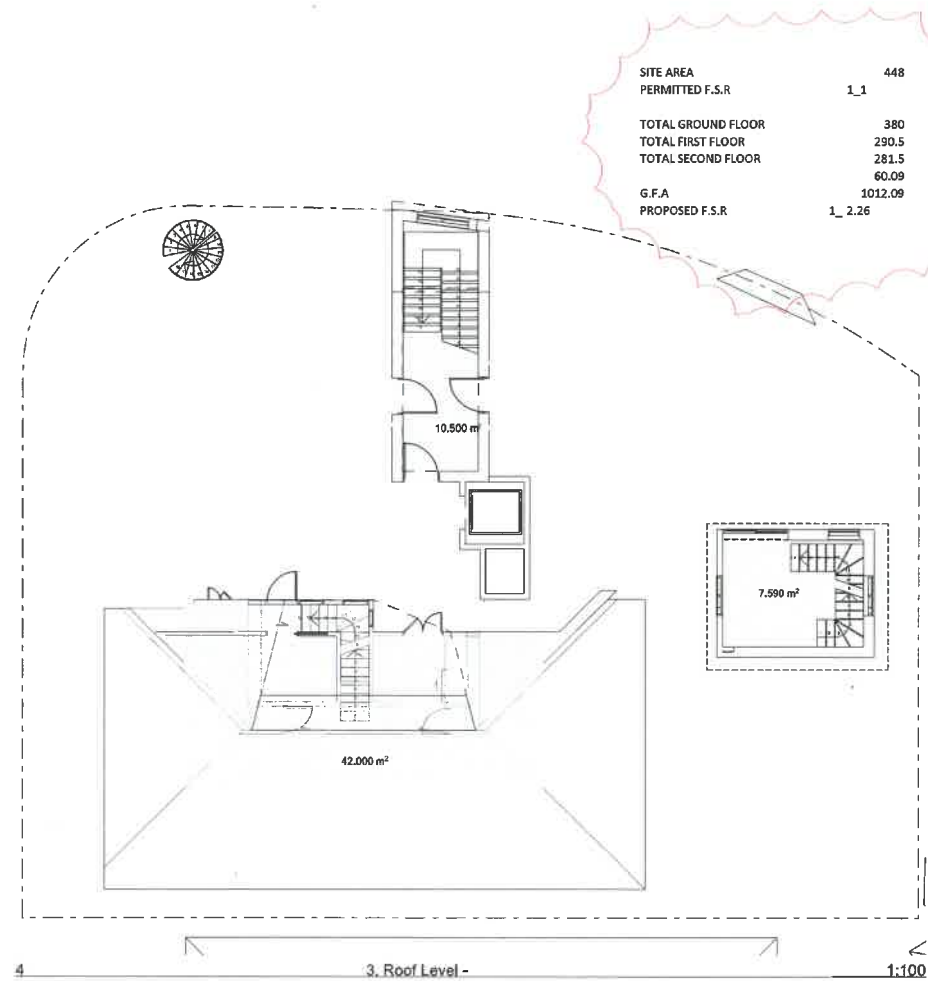 SITE AREA 448
PERMITTED F.S.R 1_1
TOTAL GROUND FLOOR 380
TOTAL FIRST FLOOR 290.5
TOTAL SECOND FLOOR 281.5
60.09
G.F.A 1012.09
PROPOSED F.S.R 1_ 2.26
10.500 m²
7.590 m²
42.000 m²
4 3. Roof Level - 1:100